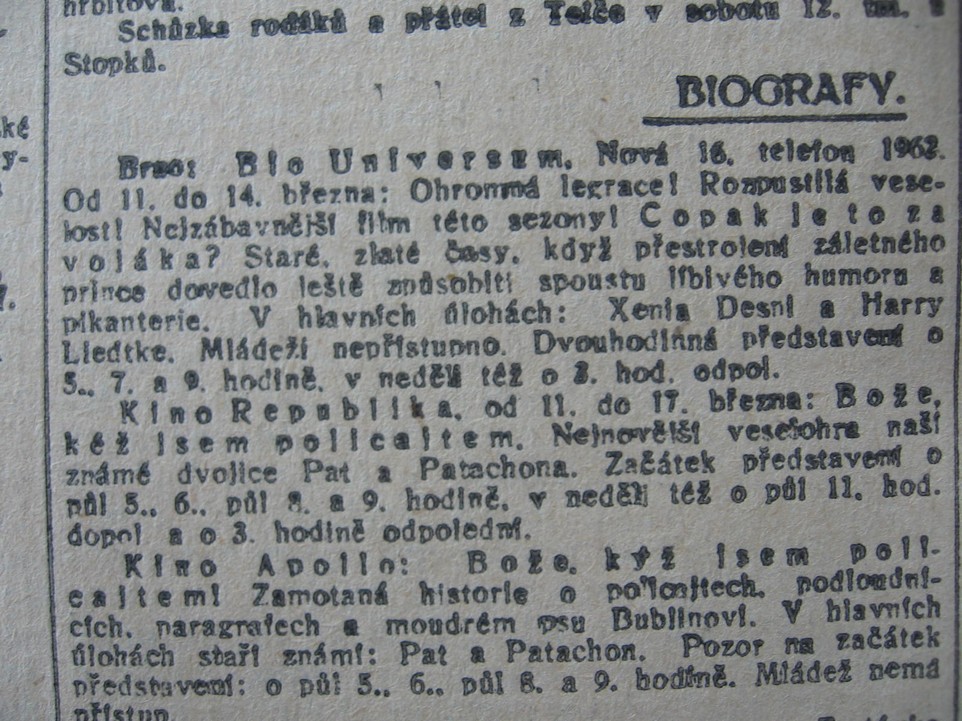 hřbitova.
Schůzka rodáků a přátel z Telče v sobotu 12. tm. u
Stopků.
BIOGRAFY.
Brno: Bio Universum, Nová 16. telefon 1962.
Od 11. do 14. března: Ohromná legrace! Rozpustilá vese-
lost! Nejzábavnější film této sezony! Copak je to za
vojáka? Staré, zlaté časy, když přestrojení záletného
prince dovedlo ještě způsobiti spoustu líbivého humoru a
pikanterie. V hlavních úlohách: Xenia Desni a Harry
Liedtke. Mládeži nepřístupno. Dvouhodinná představení o
5., 7. a 9. hodině, v neděli též o 3. hod. odpol.
Kino Republika, od 11. do 17. března: Bože,
kéž jsem policajtem. Nejnovější veselohra naší
známé dvojice Pat a Patachona. Začátek představení o
půl 5., 6., půl 8. a 9. hodině, v neděli též o půl 11. hod.
dopol a o 3. hodině odpolední.
Kino Apollo: Bože, kýž jsem poli-
cajtem! Zamotaná historie o policajtech, podloudní-
cích, paragrafech a moudrém psu Bublinovi. V hlavních
úlohách staří známí: Pat a Patachon. Pozor na začátek
představení: o půl 5., 6., půl 8. a 9. hodině. Mládež nemá
přístup.